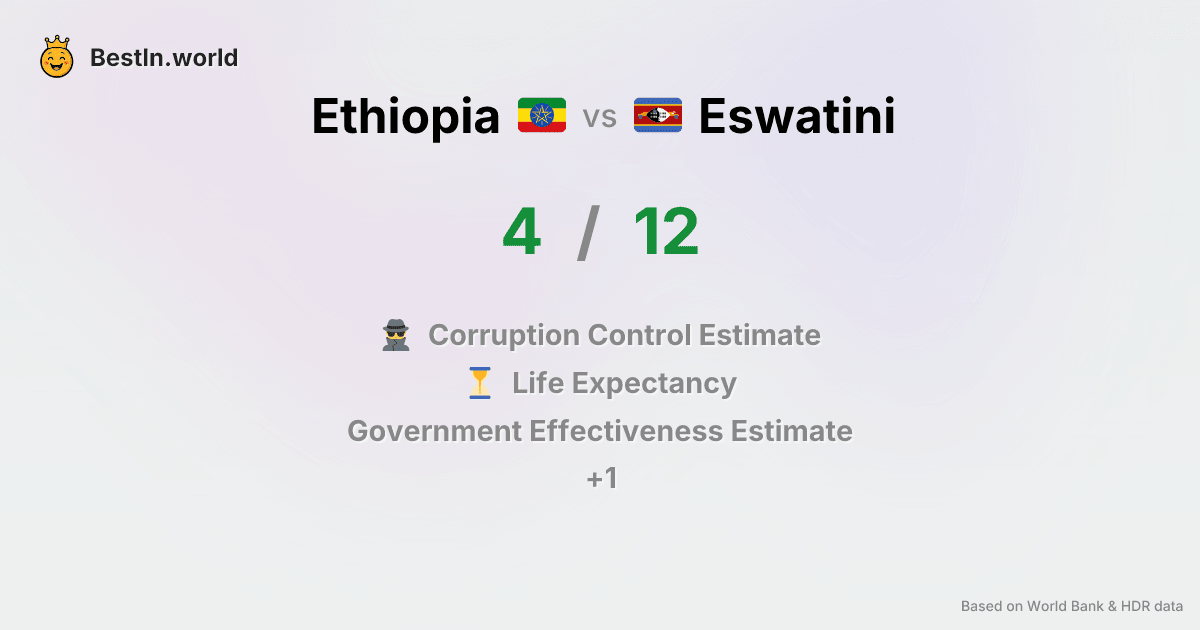 BestIn.world
Ethiopia vs Eswatini
4 / 12
Corruption Control Estimate
Life Expectancy
Government Effectiveness Estimate
+1
Based on World Bank & HDR data